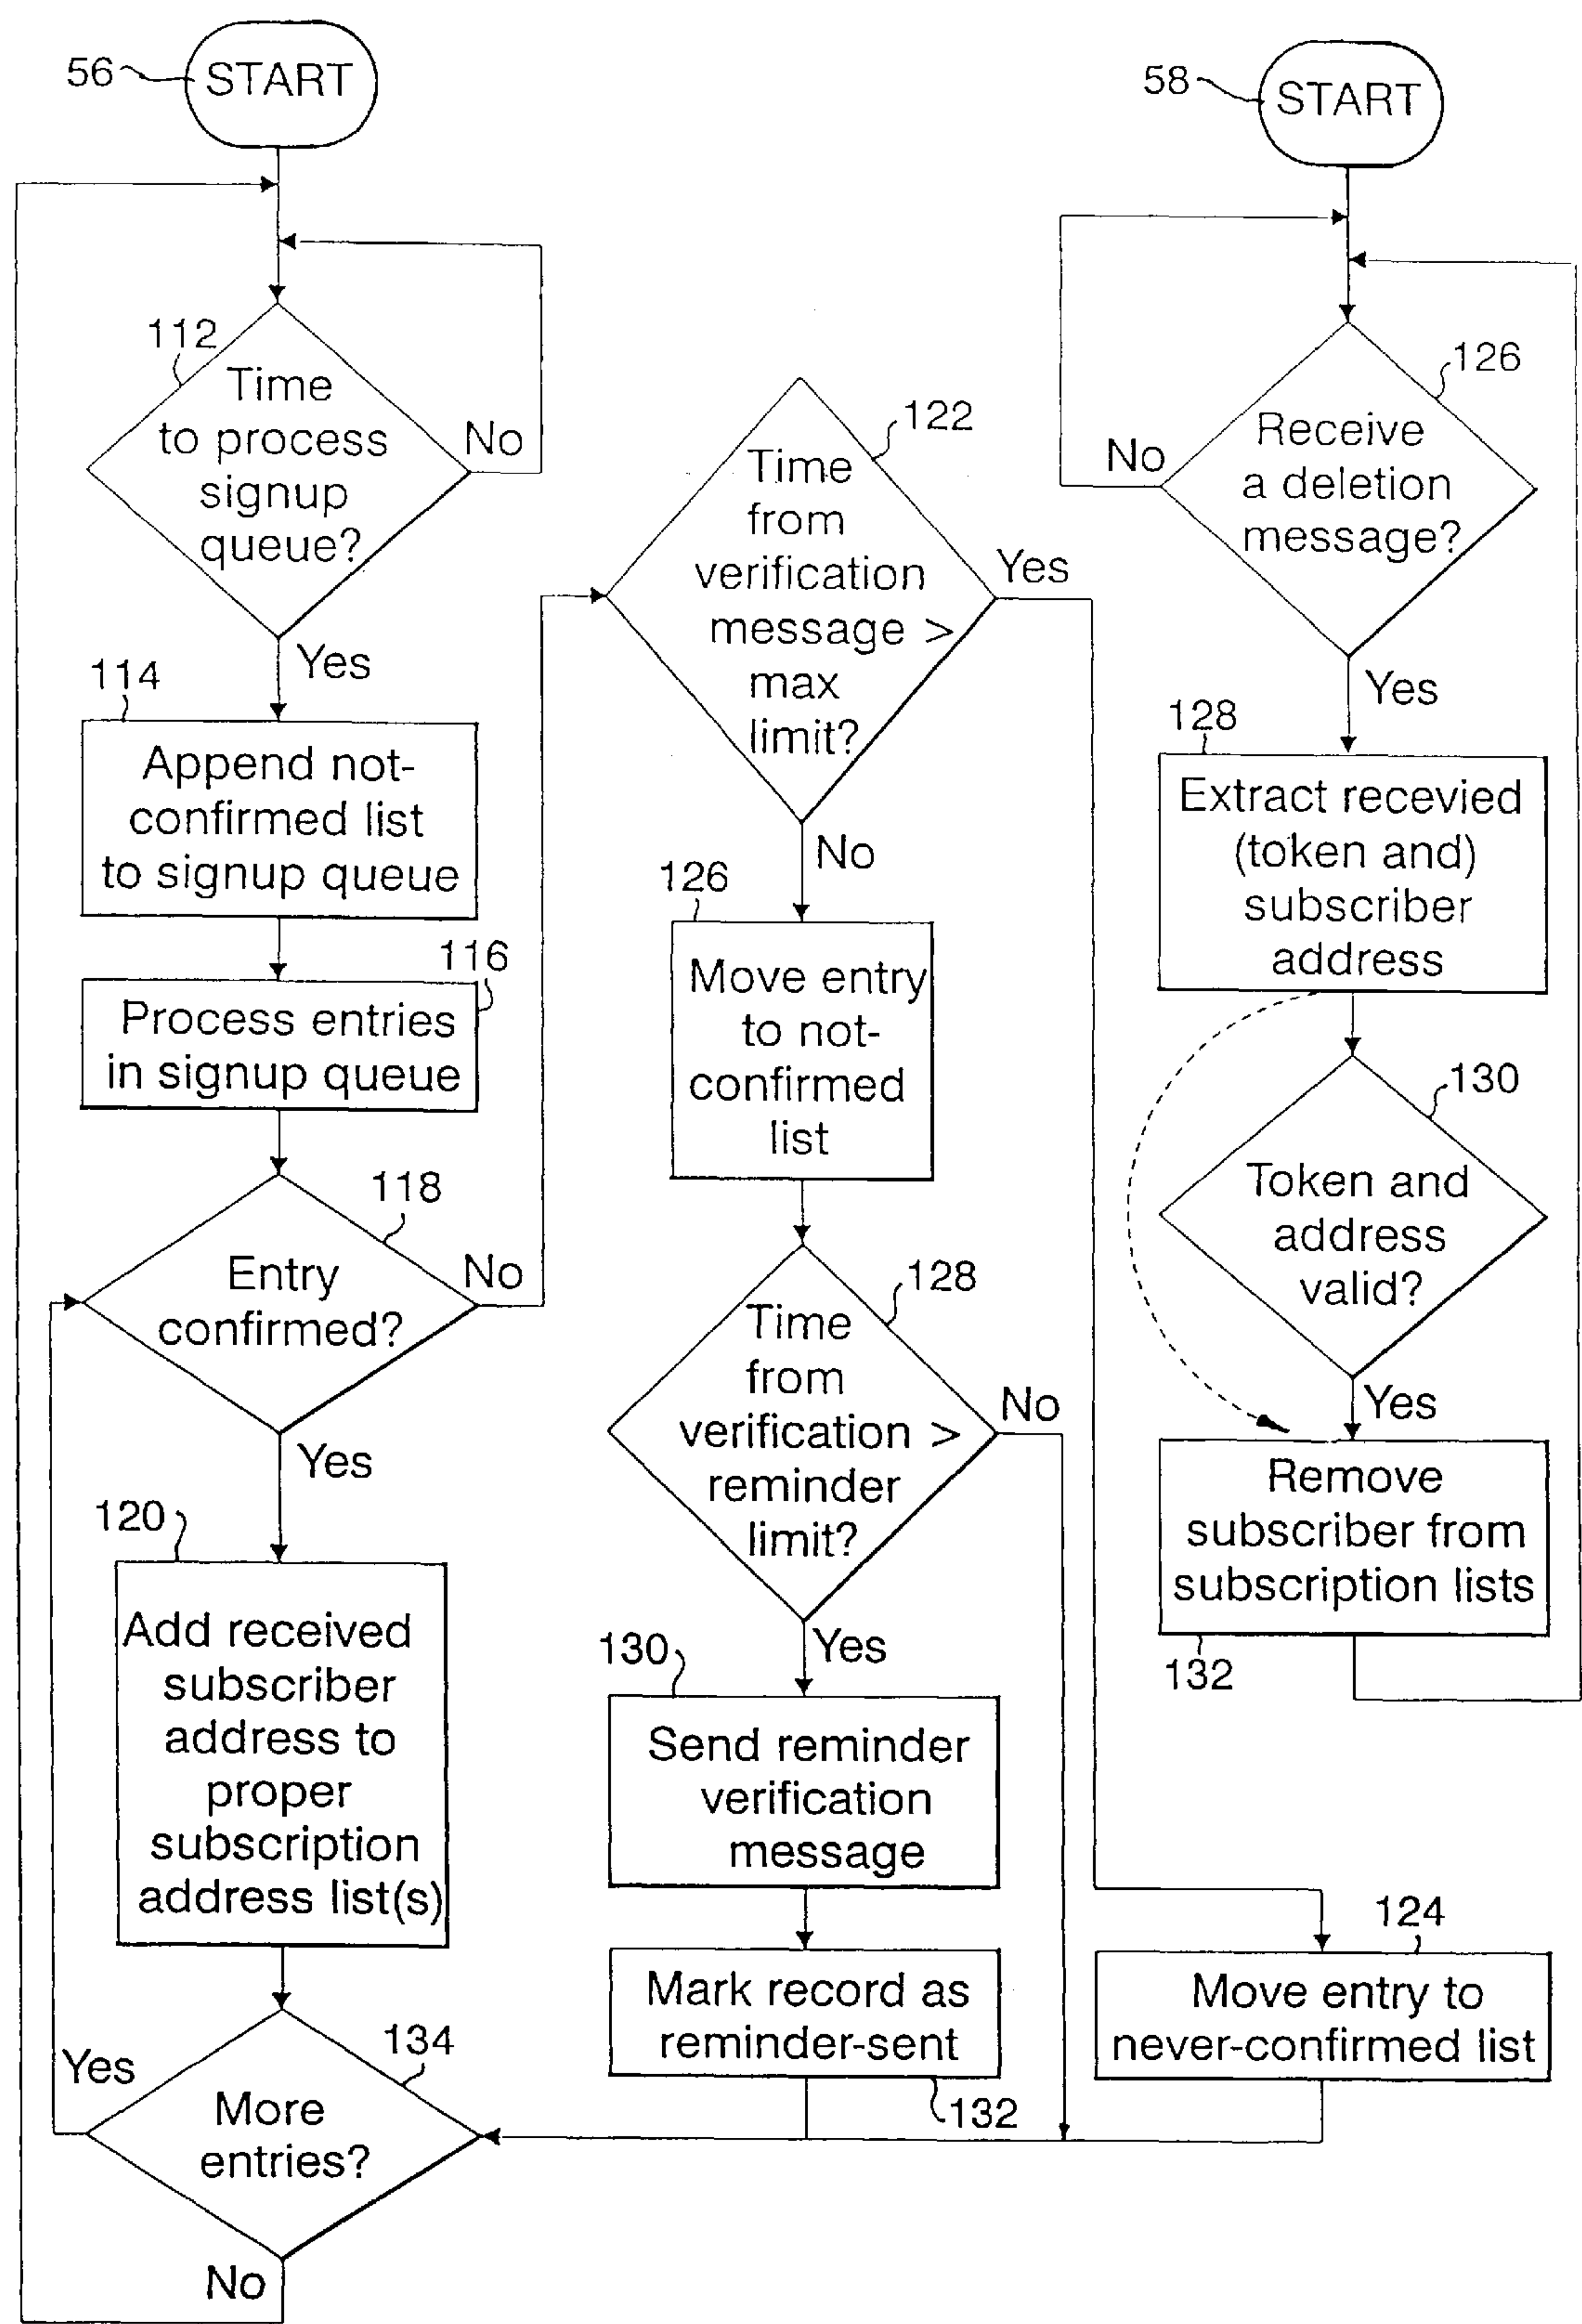 56
START
112
Time
to process
signup
queue?
No
Yes
114
Append not-
confirmed list
to signup queue
116
Process entries
in signup queue
118
Entry
confirmed?
No
Yes
120
Add received
subscriber
address to
proper
subscription
address list(s)
134
Yes
More
entries?
No
122
Time
from
verification
message >
max
limit?
Yes
No
126
Move entry
to not-
confirmed
list
128
Time
from
verification >
reminder
limit?
No
Yes
130
Send reminder
verification
message
Mark record as
reminder-sent
132
58
START
126
Receive
a deletion
message?
No
Yes
128
Extract recevied
(token and)
subscriber
address
130
Token and
address
valid?
Yes
Remove
subscriber from
subscription lists
132
124
Move entry to
never-confirmed list